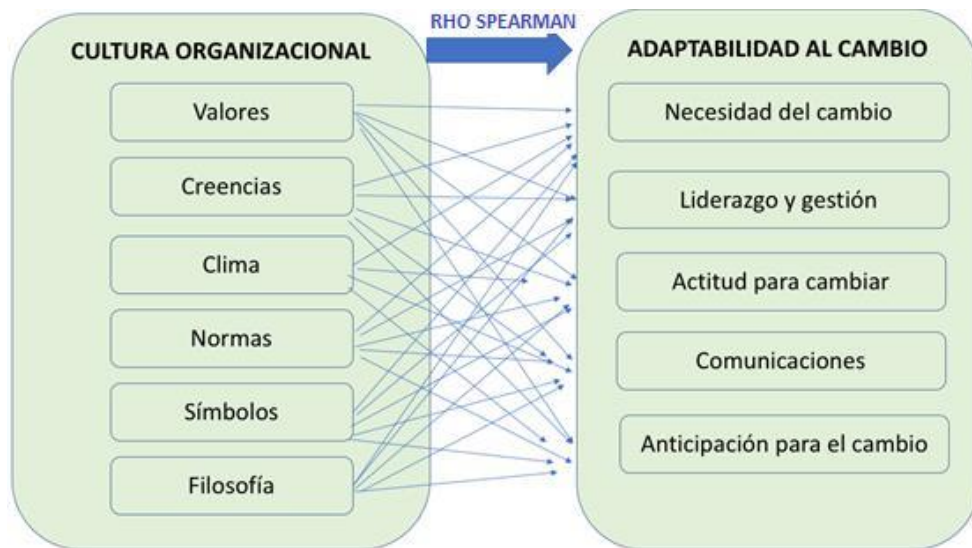 RHO SPEARMAN
CULTURA ORGANIZACIONAL
Valores
Creencias
Clima
Normas
Símbolos
Filosofía
ADAPTABILIDAD AL CAMBIO
Necesidad del cambio
Liderazgo y gestión
Actitud para cambiar
Comunicaciones
Anticipación para el cambio